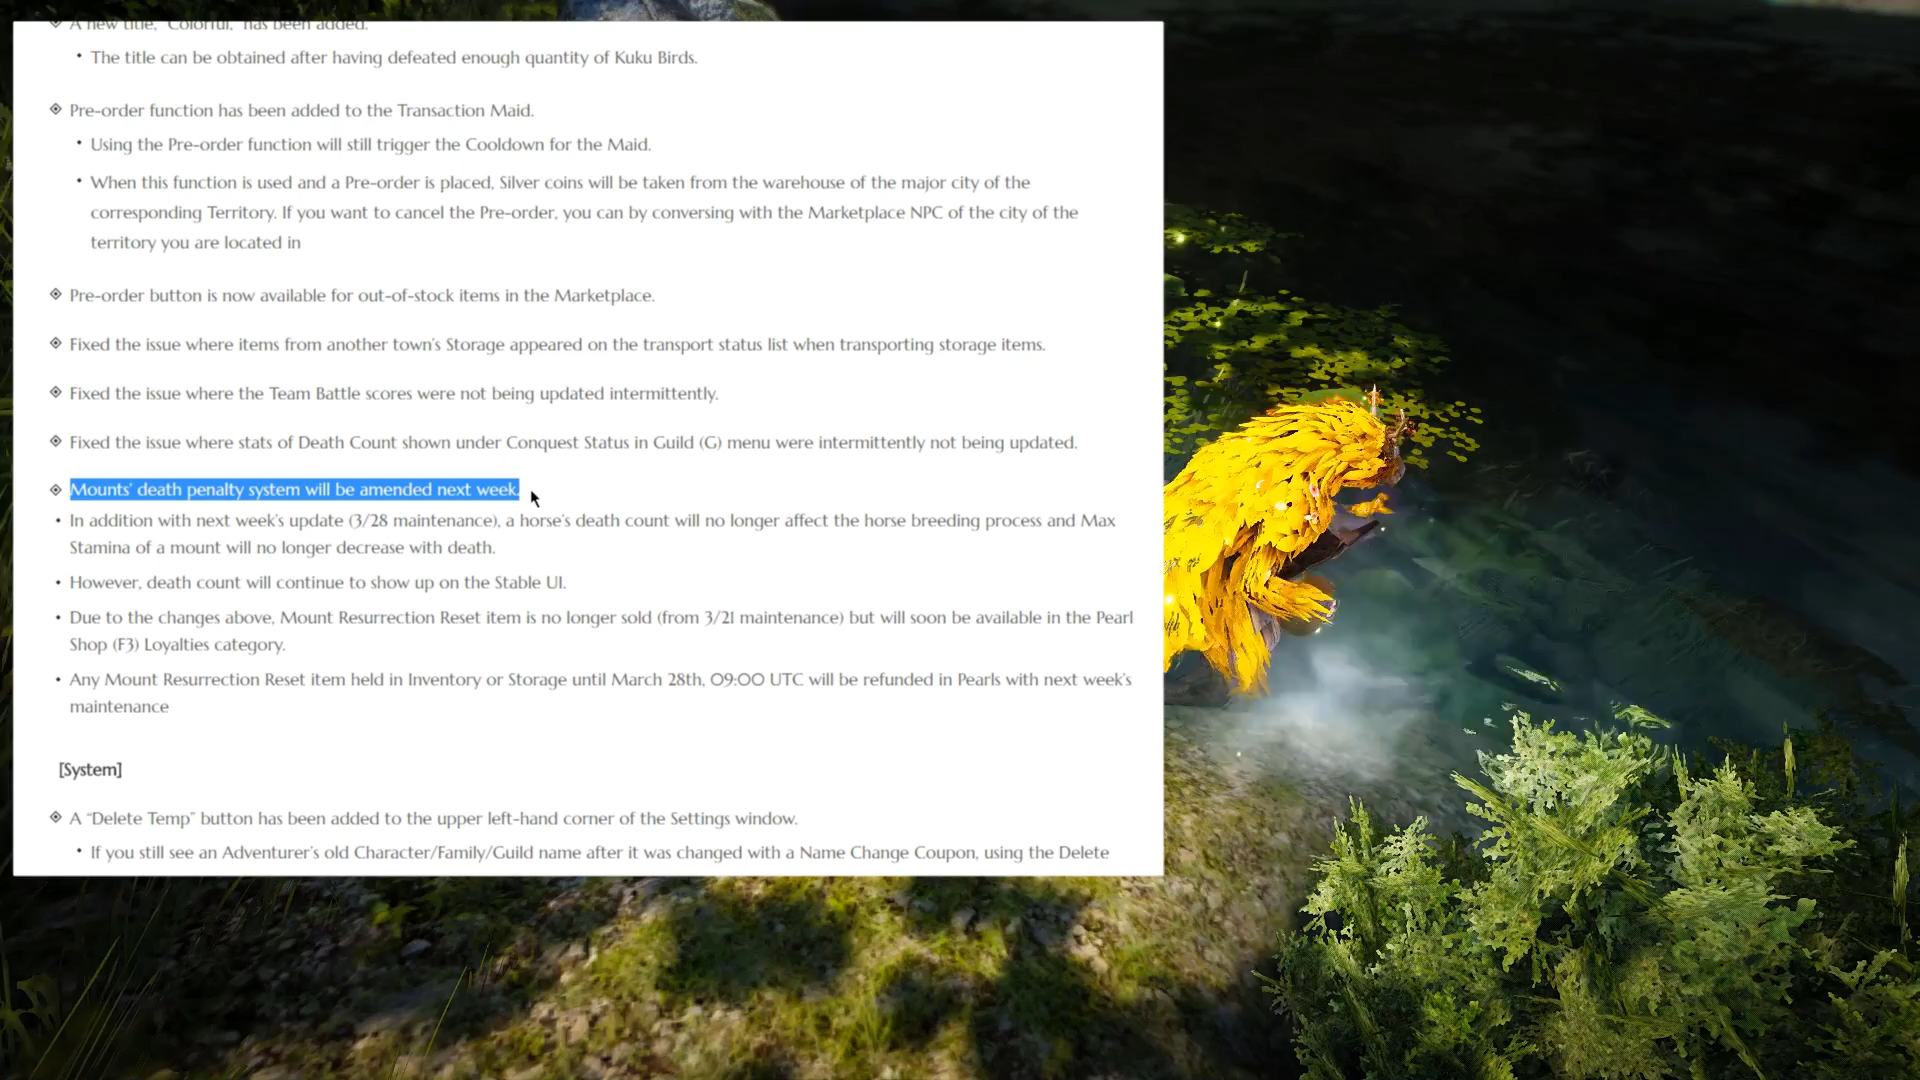 A new title, "Colorful," has been added.
• The title can be obtained after having defeated enough quantity of Kuku Birds.
Pre-order function has been added to the Transaction Maid.
• Using the Pre-order function will still trigger the Cooldown for the Maid.
• When this function is used and a Pre-order is placed, Silver coins will be taken from the warehouse of the major city of the
corresponding Territory. If you want to cancel the Pre-order, you can by conversing with the Marketplace NPC of the city of the
territory you are located in
Pre-order button is now available for out-of-stock items in the Marketplace.
Fixed the issue where items from another town's Storage appeared on the transport status list when transporting storage items.
Fixed the issue where the Team Battle scores were not being updated intermittently.
Fixed the issue where stats of Death Count shown under Conquest Status in Guild (G) menu were intermittently not being updated.
Mounts' death penalty system will be amended next week.
• In addition with next week's update (3/28 maintenance), a horse's death count will no longer affect the horse breeding process and Max
Stamina of a mount will no longer decrease with death.
• However, death count will continue to show up on the Stable UI.
• Due to the changes above, Mount Resurrection Reset item is no longer sold (from 3/21 maintenance) but will soon be available in the Pearl
Shop (F3) Loyalties category.
• Any Mount Resurrection Reset item held in Inventory or Storage until March 28th, 09:00 UTC will be refunded in Pearls with next week's
maintenance
[System]
A "Delete Temp" button has been added to the upper left-hand corner of the Settings window.
• If you still see an Adventurer's old Character/Family/Guild name after it was changed with a Name Change Coupon, using the Delete